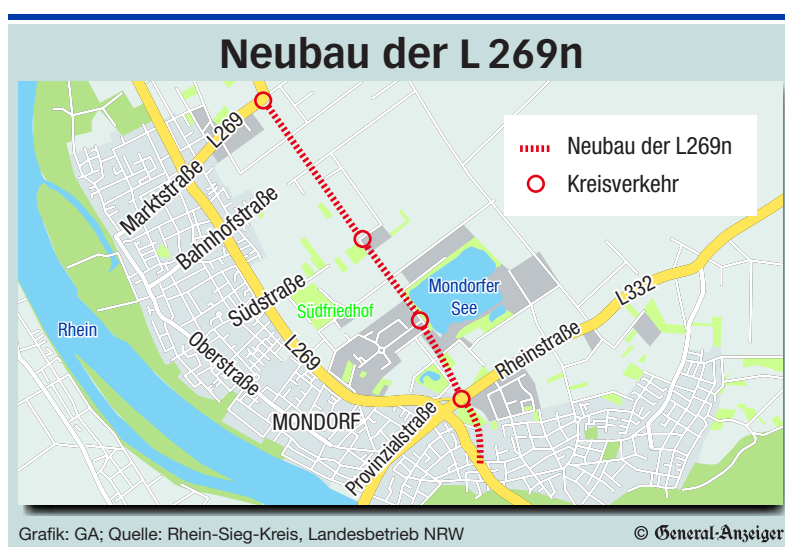 Neubau der L 269n
Neubau der L269n
Kreisverkehr
L269
Marktstraße
Bahnhofstraße
Südstraße
Südfriedhof
Mondorfer
See
L332
Rheinstraße
Rhein
Oberstraße
L269
MONDORF
Provinzialstraße
Grafik: GA; Quelle: Rhein-Sieg-Kreis, Landesbetrieb NRW
© General-Anzeiger